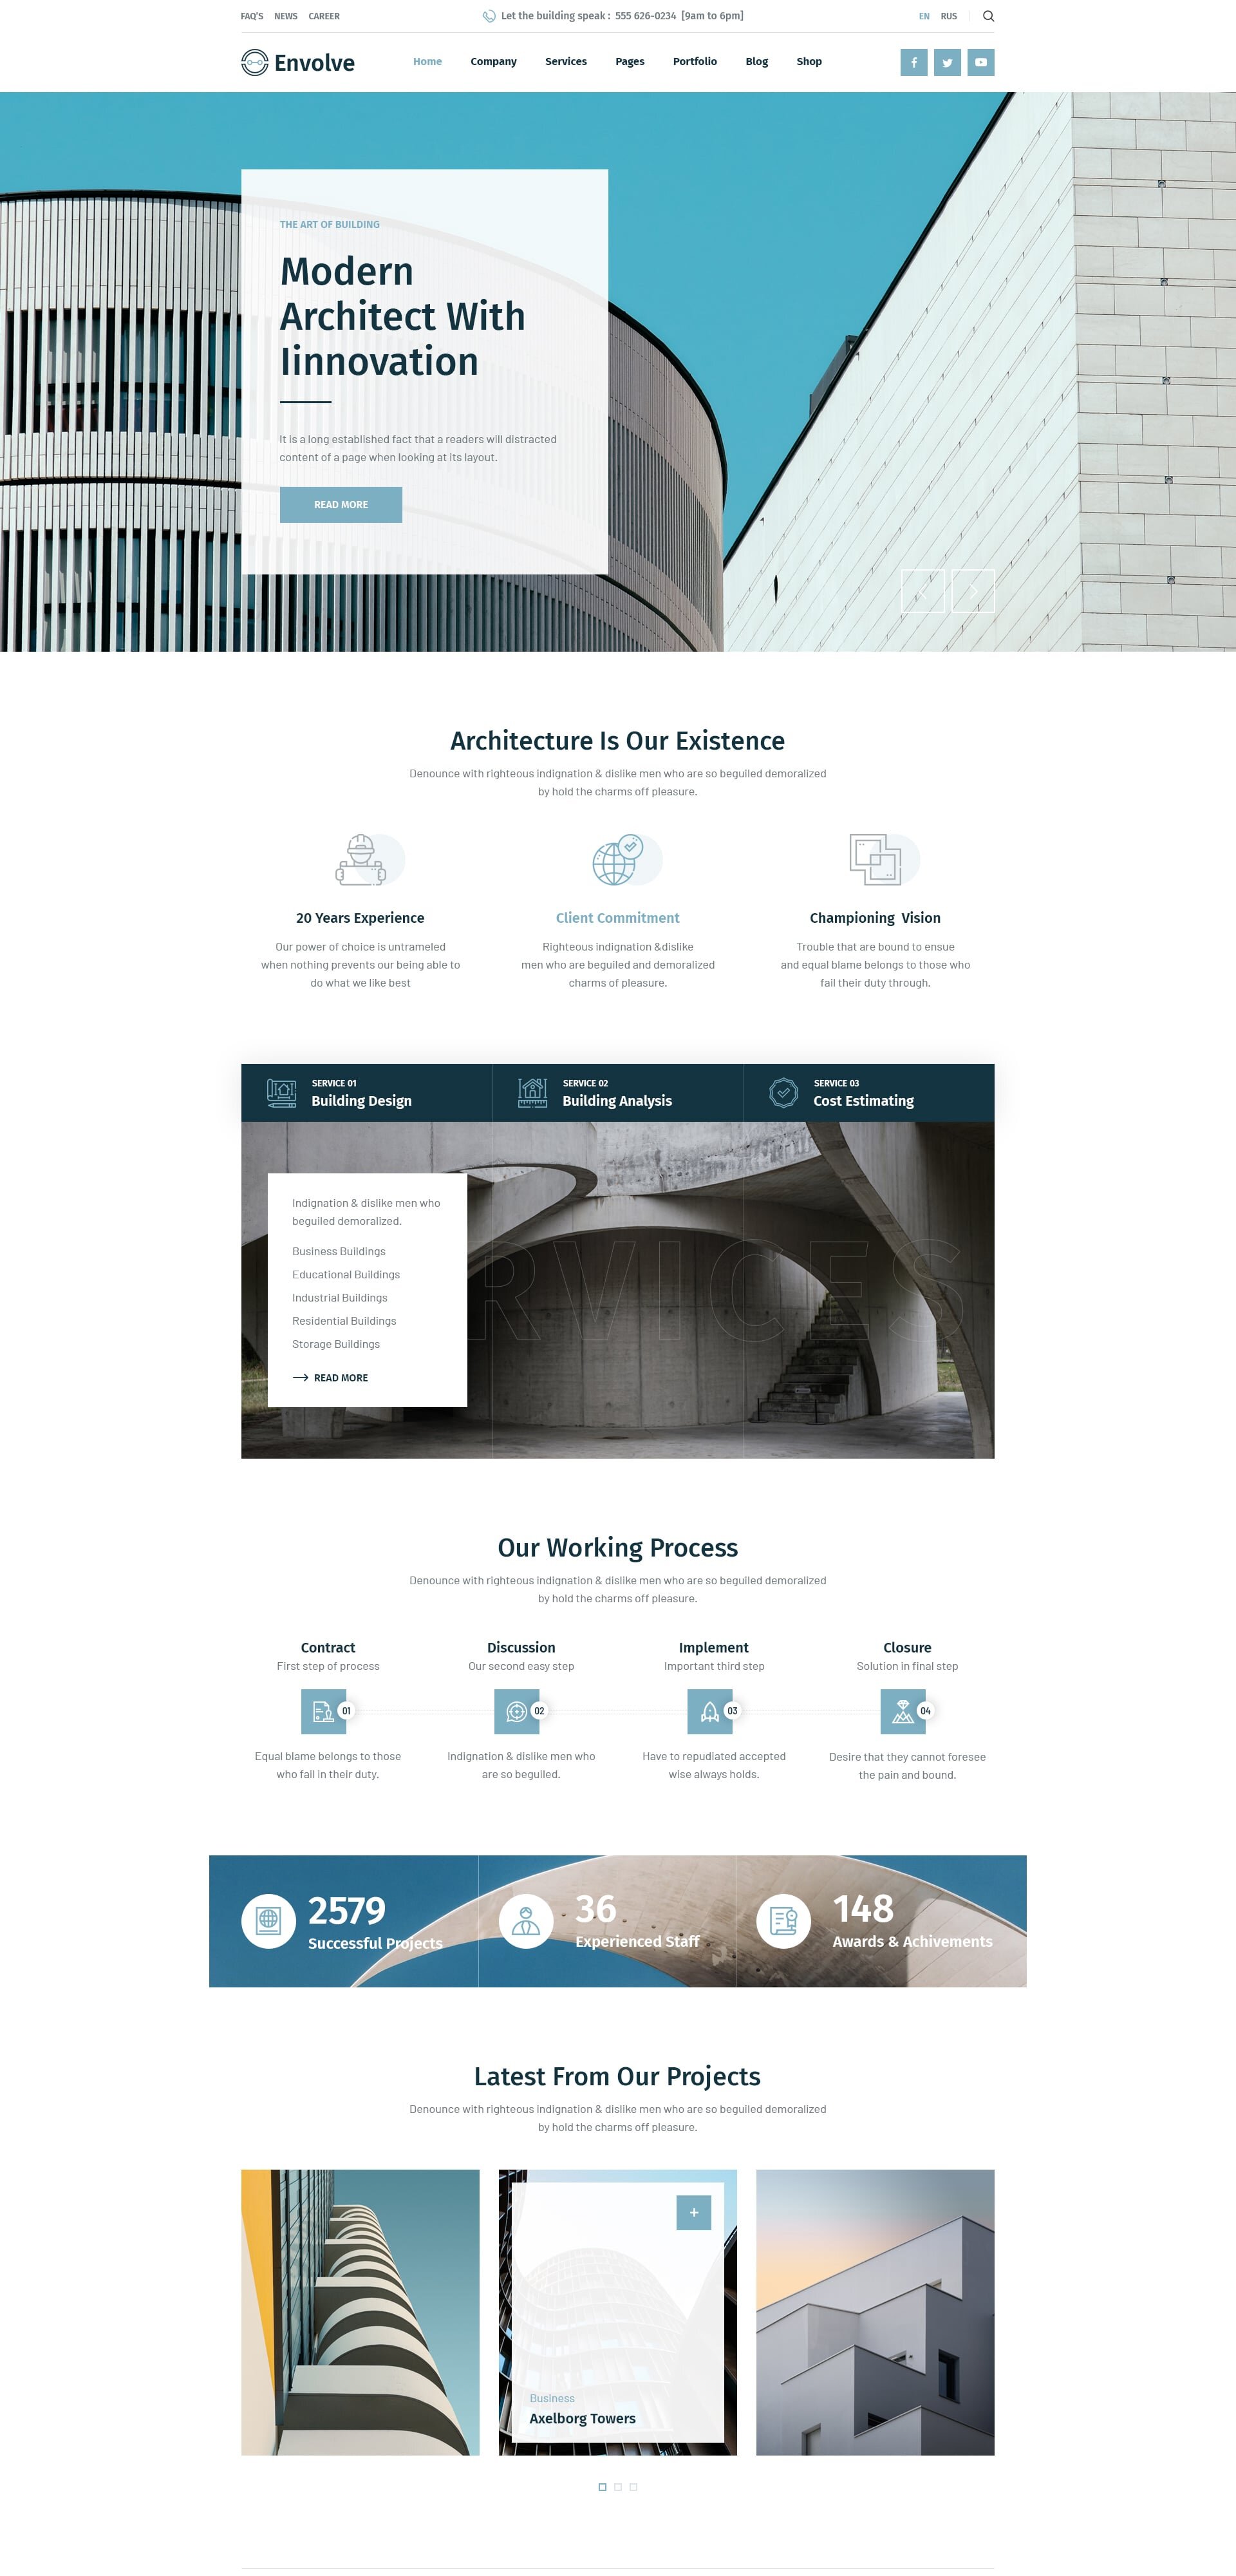 FAQ'S NEWS CAREER
Let the building speak : 555 626-0234 [9am to 6pm]
EN RUS
Envolve
Home Company Services Pages Portfolio Blog Shop
THE ART OF BUILDING
Modern
Architect With
Iinnovation
It is a long established fact that a readers will distracted
content of a page when looking at its layout.
READ MORE
Architecture Is Our Existence
Denounce with righteous indignation & dislike men who are so beguiled demoralized
by hold the charms off pleasure.
20 Years Experience
Our power of choice is untrameled
when nothing prevents our being able to
do what we like best
Client Commitment
Righteous indignation &dislike
men who are beguiled and demoralized
charms of pleasure.
Championing Vision
Trouble that are bound to ensue
and equal blame belongs to those who
fail their duty through.
SERVICE 01
Building Design
SERVICE 02
Building Analysis
SERVICE 03
Cost Estimating
Indignation & dislike men who
beguiled demoralized.
Business Buildings
Educational Buildings
Industrial Buildings
Residential Buildings
Storage Buildings
READ MORE
RVICES
Our Working Process
Denounce with righteous indignation & dislike men who are so beguiled demoralized
by hold the charms off pleasure.
Contract
First step of process
01
Equal blame belongs to those
who fail in their duty.
Discussion
Our second easy step
02
Indignation & dislike men who
are so beguiled.
Implement
Important third step
03
Have to repudiated accepted
wise always holds.
Closure
Solution in final step
04
Desire that they cannot foresee
the pain and bound.
2579
Successful Projects
36
Experienced Staff
148
Awards & Achivements
Latest From Our Projects
Denounce with righteous indignation & dislike men who are so beguiled demoralized
by hold the charms off pleasure.
+
Business
Axelborg Towers